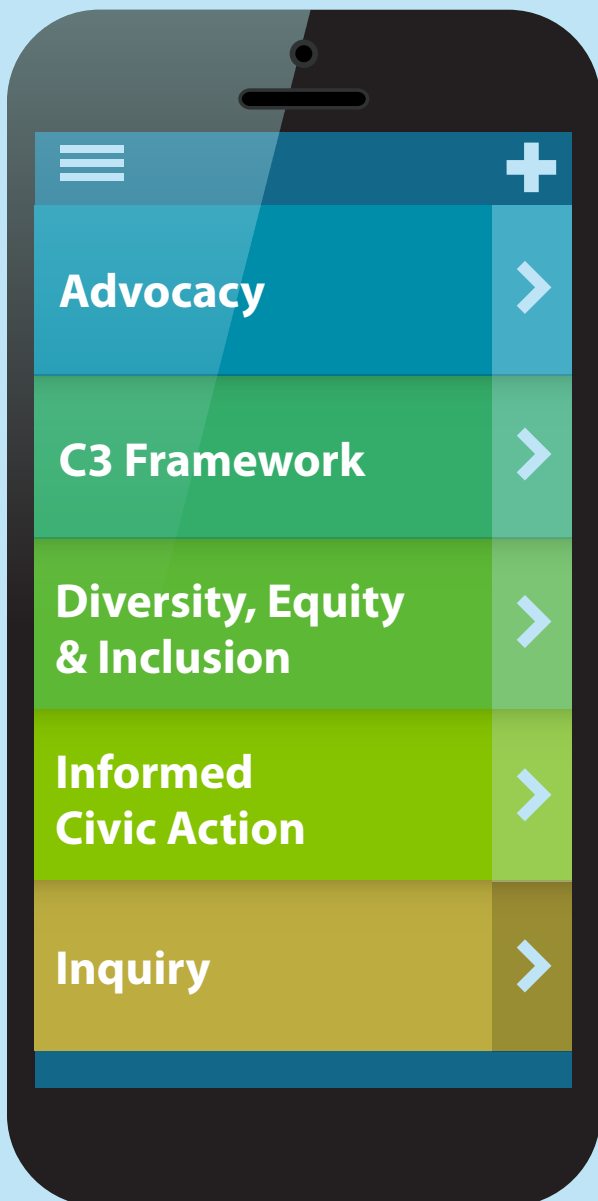 Advocacy
C3 Framework
Diversity, Equity
& Inclusion
Informed
Civic Action
Inquiry